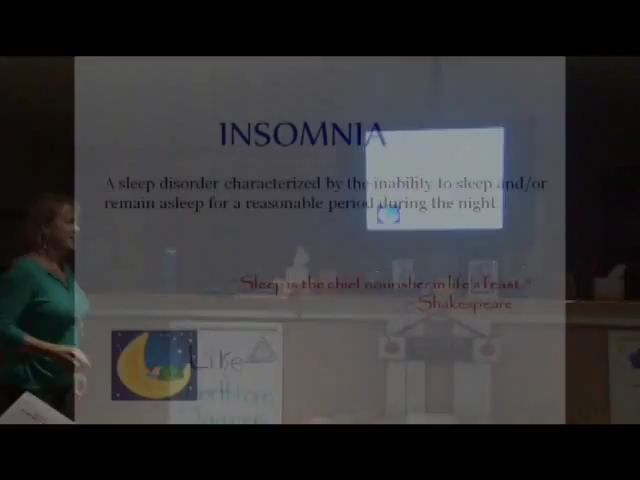 INSOMNIA
A sleep disorder characterized by the inability to sleep and/or
remain asleep for a reasonable period during the night.
Sleep is the chief nourisher in life's feast."
Shakespeare
Like